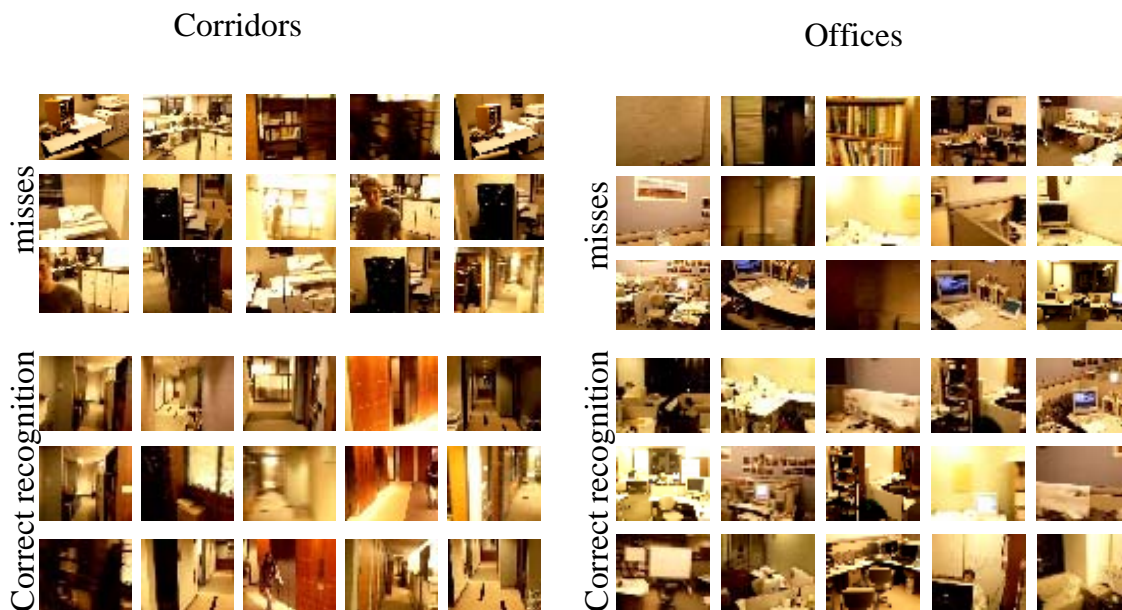 Corridors
Offices
misses
misses
Correct recognition
Correct recognition